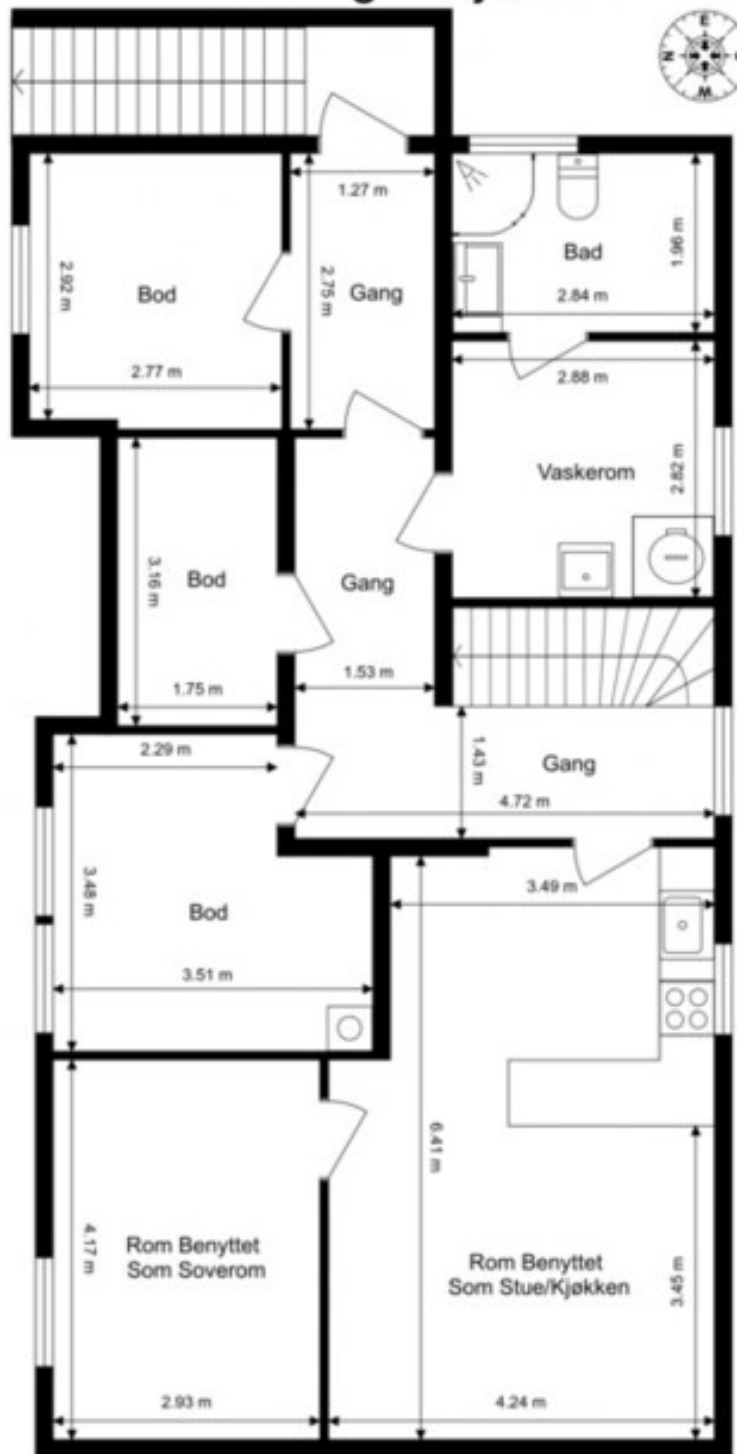 E
N
W
1.27 m
2.92 m
Bod
2.75 m
Gang
Bad
1.96 m
2.84 m
2.77 m
2.88 m
Vaskerom
2.82 m
3.16 m
Bod
Gang
1.75 m
1.53 m
2.29 m
1.43 m
Gang
4.72 m
3.48 m
Bod
3.49 m
3.51 m
6.41 m
4.17 m
Rom Benyttet
Som Soverom
Rom Benyttet
Som Stue/Kjøkken
3.45 m
2.93 m
4.24 m